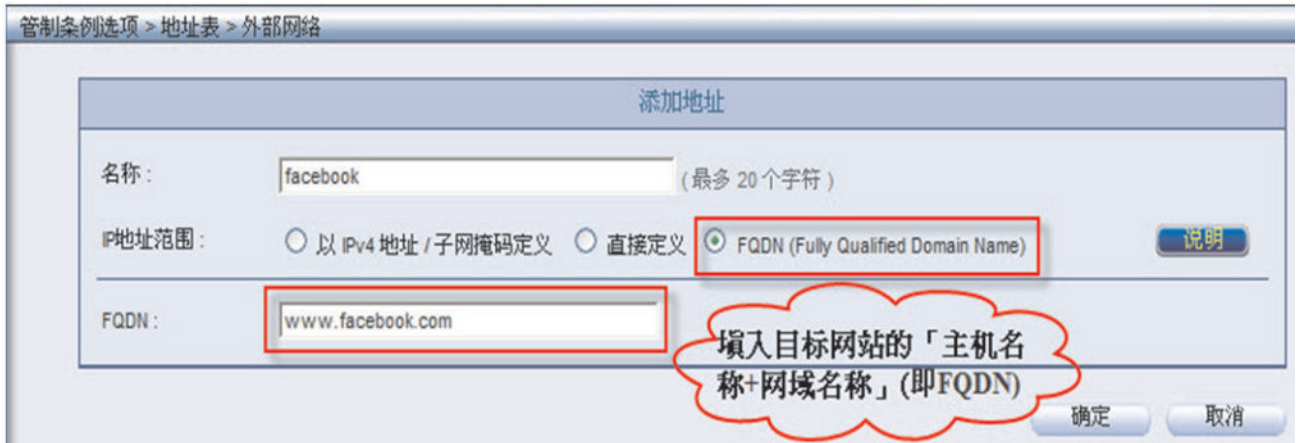 管制条例选项 > 地址表 > 外部网络
添加地址
名称 : facebook ( 最多 20 个字符 )
IP地址范围 : 以 IPv4 地址 / 子网掩码定义 直接定义 FQDN (Fully Qualified Domain Name) 说明
FQDN : www.facebook.com
填入目标网站的「主机名
称+网域名称」(即FQDN)
确定 取消